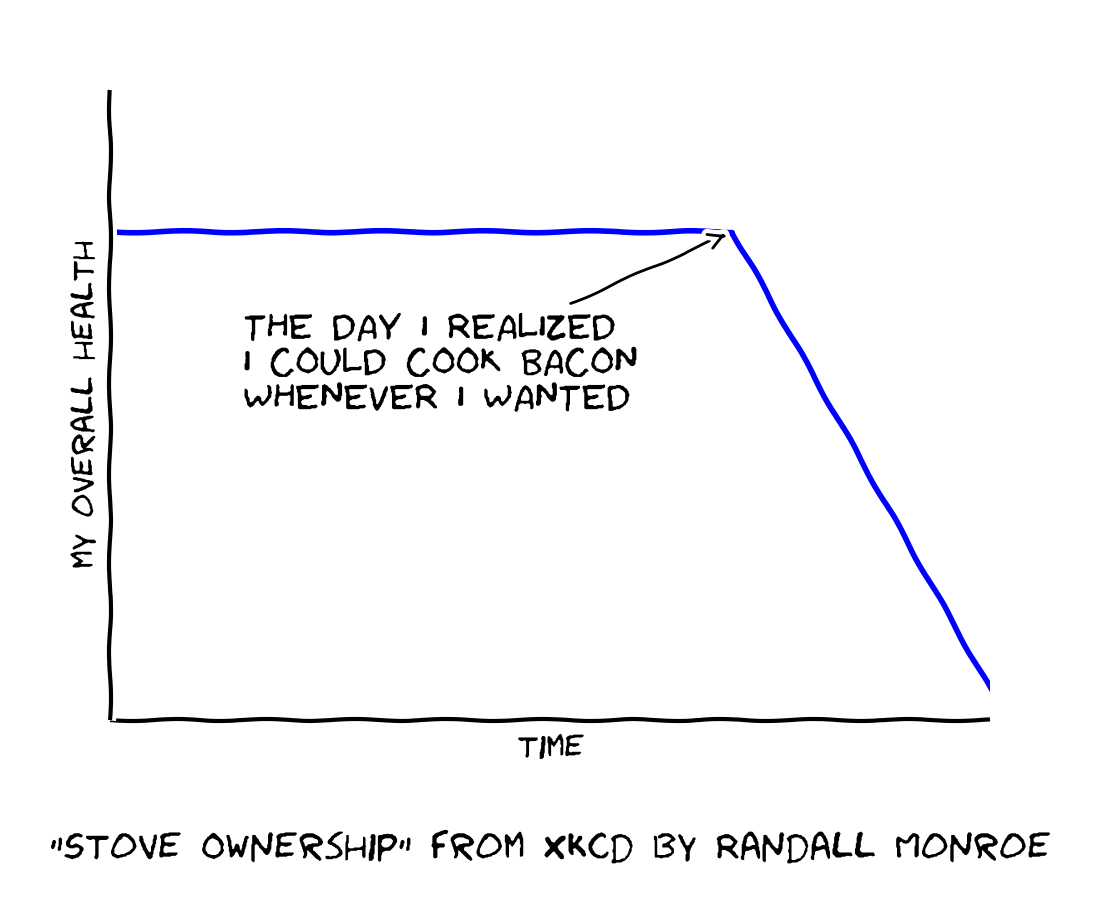 MY OVERALL HEALTH
THE DAY I REALIZED
I COULD COOK BACON
WHENEVER I WANTED
TIME
"STOVE OWNERSHIP" FROM XKCD BY RANDALL MONROE